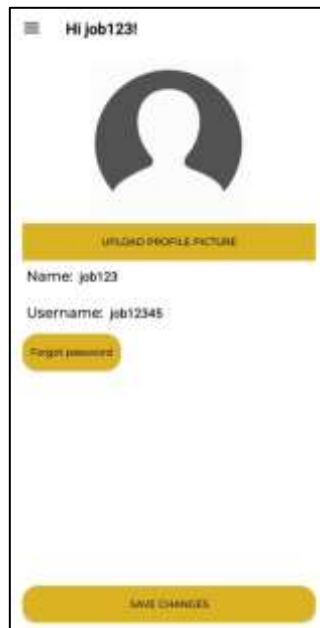 Hi job123!
UPLOAD PROFILE PICTURE
Name: job123
Username: job12345
Forgot password
SAVE CHANGES